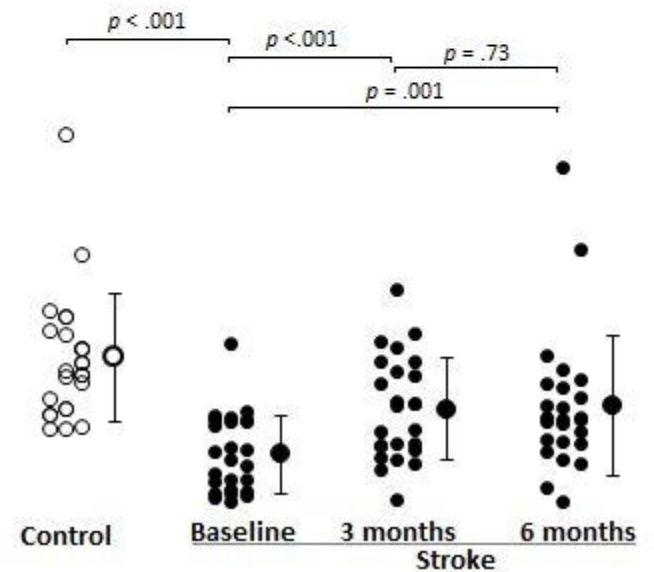 p < .001
p <.001
p = .73
p = .001
Control
Baseline
3 months
6 months
Stroke